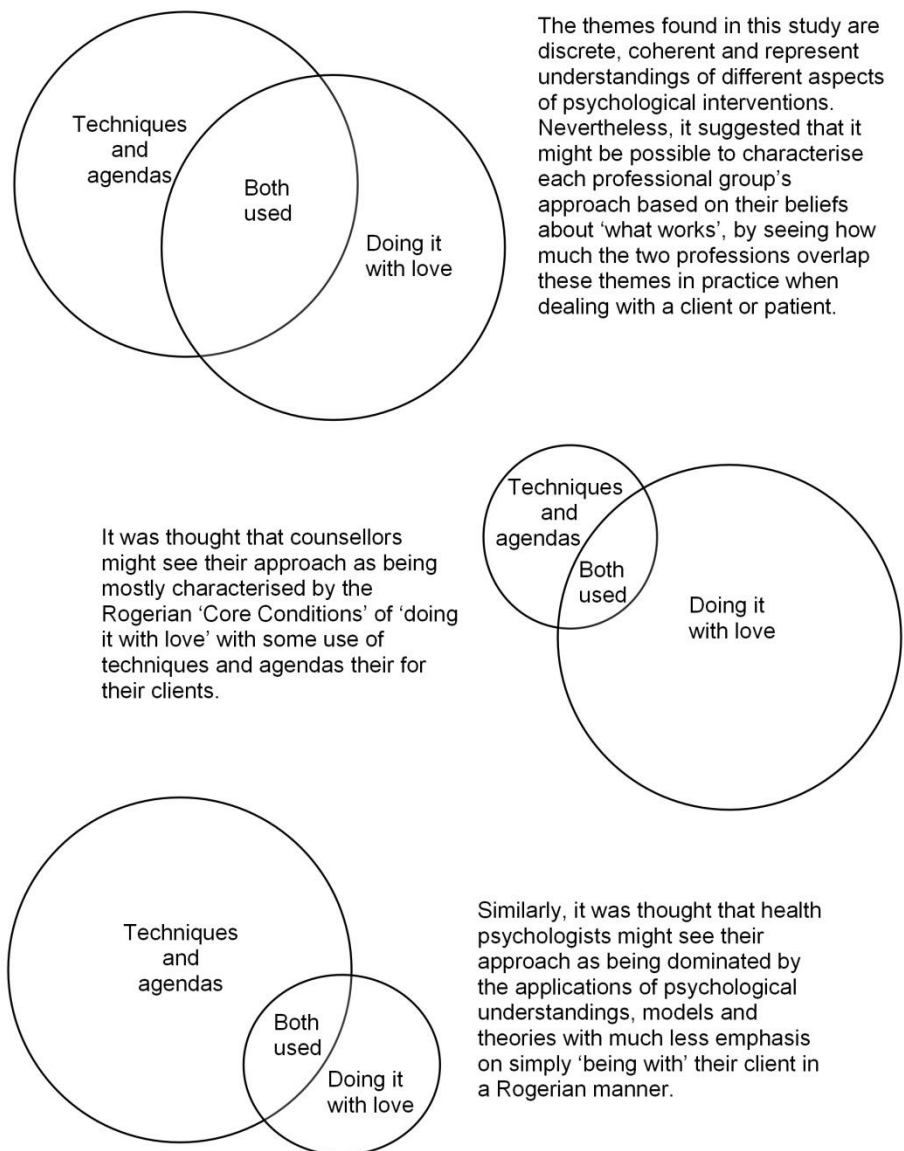 Techniques
and
agendas
Both
used
Doing it
with love
The themes found in this study are
discrete, coherent and represent
understandings of different aspects
of psychological interventions.
Nevertheless, it suggested that it
might be possible to characterise
each professional group's
approach based on their beliefs
about ‘what works’, by seeing how
much the two professions overlap
these themes in practice when
dealing with a client or patient.
It was thought that counsellors
might see their approach as being
mostly characterised by the
Rogerian ‘Core Conditions’ of ‘doing
it with love’ with some use of
techniques and agendas their for
their clients.
Techniques
and
agendas
Both
used
Doing it
with love
Techniques
and
agendas
Both
used
Doing it
with love
Similarly, it was thought that health
psychologists might see their
approach as being dominated by
the applications of psychological
understandings, models and
theories with much less emphasis
on simply ‘being with’ their client in
a Rogerian manner.